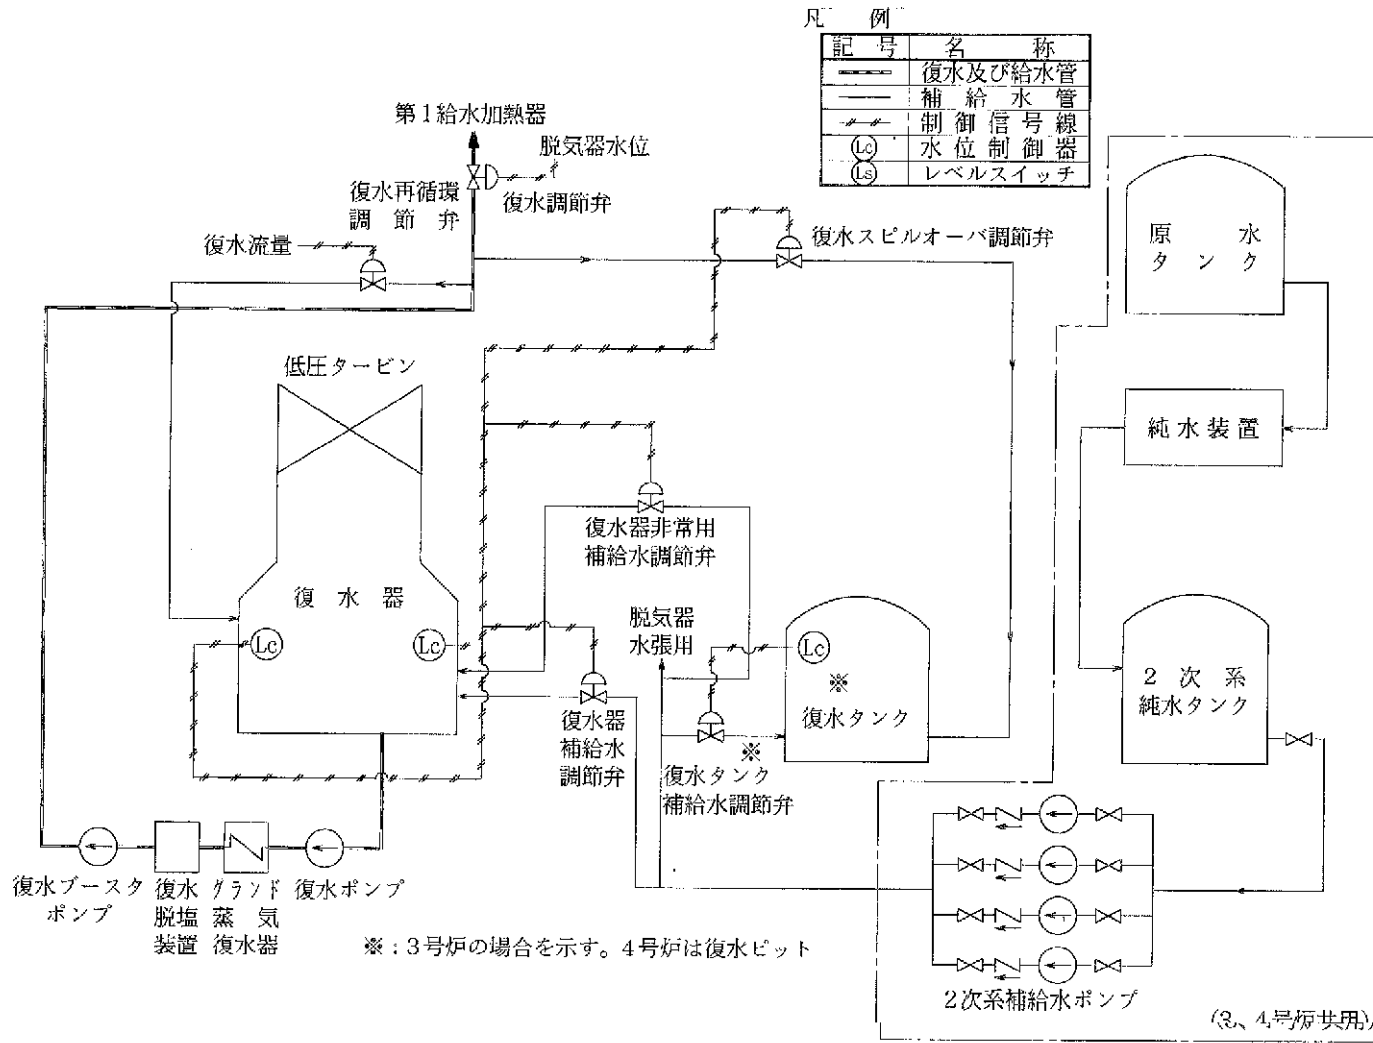 凡 例
記 号 名 称
復水及び給水管
補 給 水 管
制 御 信 号 線
Lc 水 位 制 御 器
Ls レベルスイッチ
第1給水加熱器
脱気器水位
復水調節弁
復水再循環
調 節 弁
復水流量
復水スピルオーバ調節弁
原 水
タ ン ク
低圧タービン
純水装置
復水器非常用
補給水調節弁
復 水 器
Lc
Lc
脱気器
水張用
Lc
※
復水タンク
2 次 系
純水タンク
復水器
補給水
調節弁
※
復水タンク
補給水調節弁
復水ブースタ
ポンプ
復水
脱塩
装置
グランド
蒸 気
復水器
復水ポンプ
※:3号炉の場合を示す。4号炉は復水ピット
2次系補給水ポンプ
(3、4号炉共用)